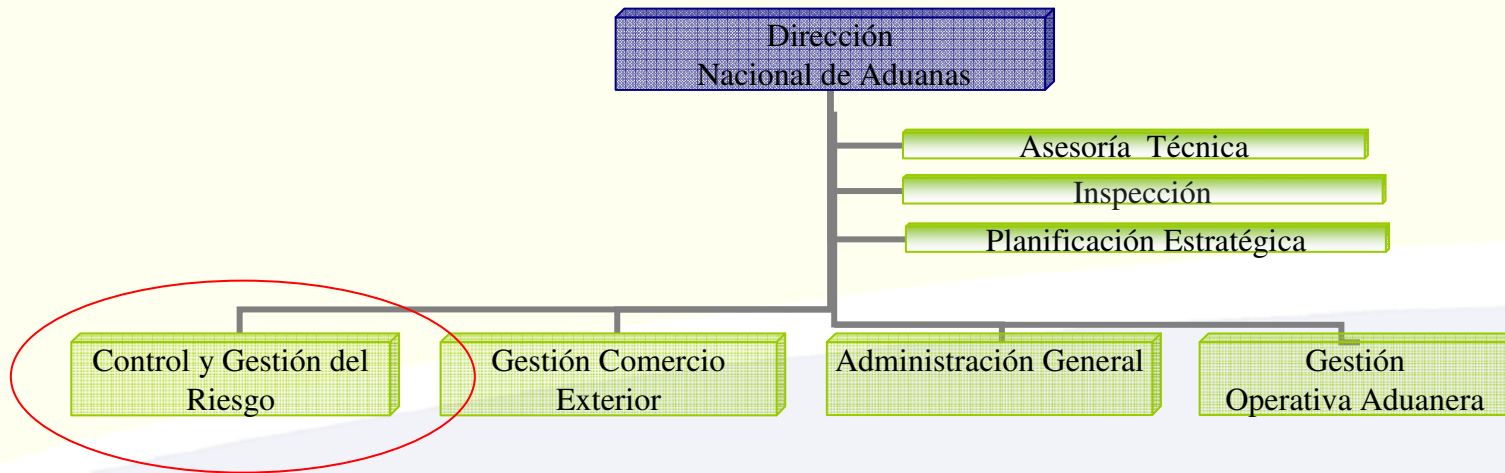 Dirección
Nacional de Aduanas
Asesoría Técnica
Inspección
Planificación Estratégica
Control y Gestión del
Riesgo
Gestión Comercio
Exterior
Administración General
Gestión
Operativa Aduanera